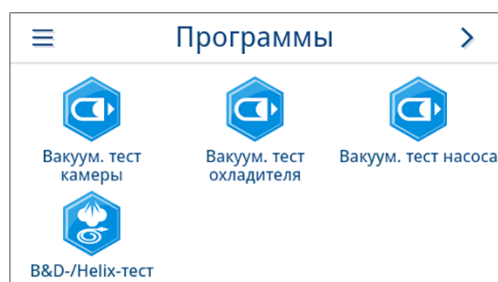 Программы
Вакуум. тест камеры
Вакуум. тест охладителя
Вакуум. тест насоса
B&D-/Helix-тест